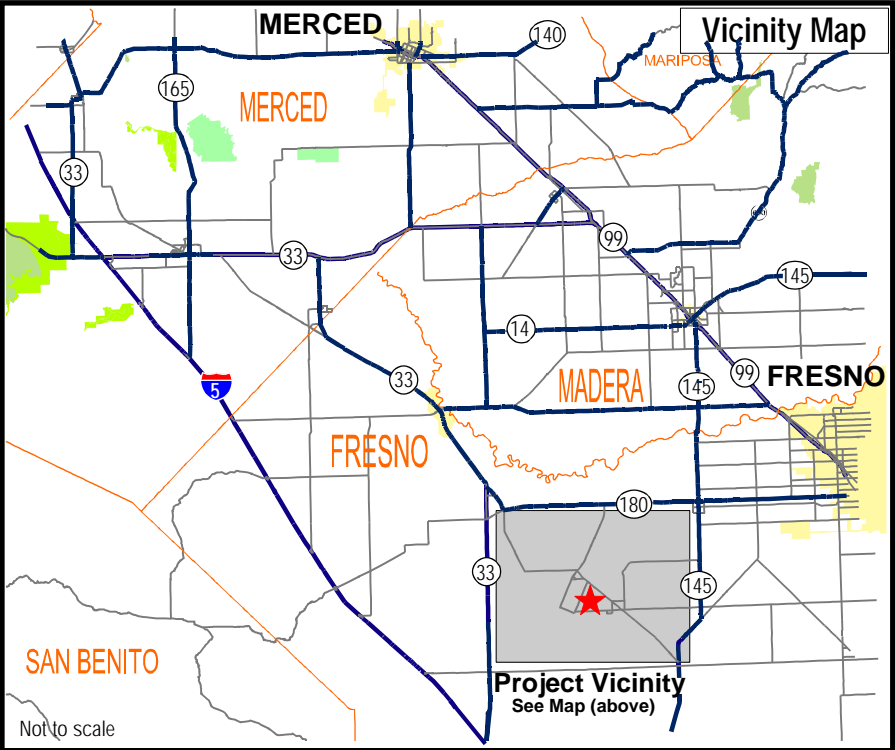 MERCED
140
Vicinity Map
MARIPOSA
165
MERCED
33
99
33
145
14
5
33
MADERA
145
99
FRESNO
FRESNO
180
33
145
SAN BENITO
Project Vicinity
See Map (above)
Not to scale